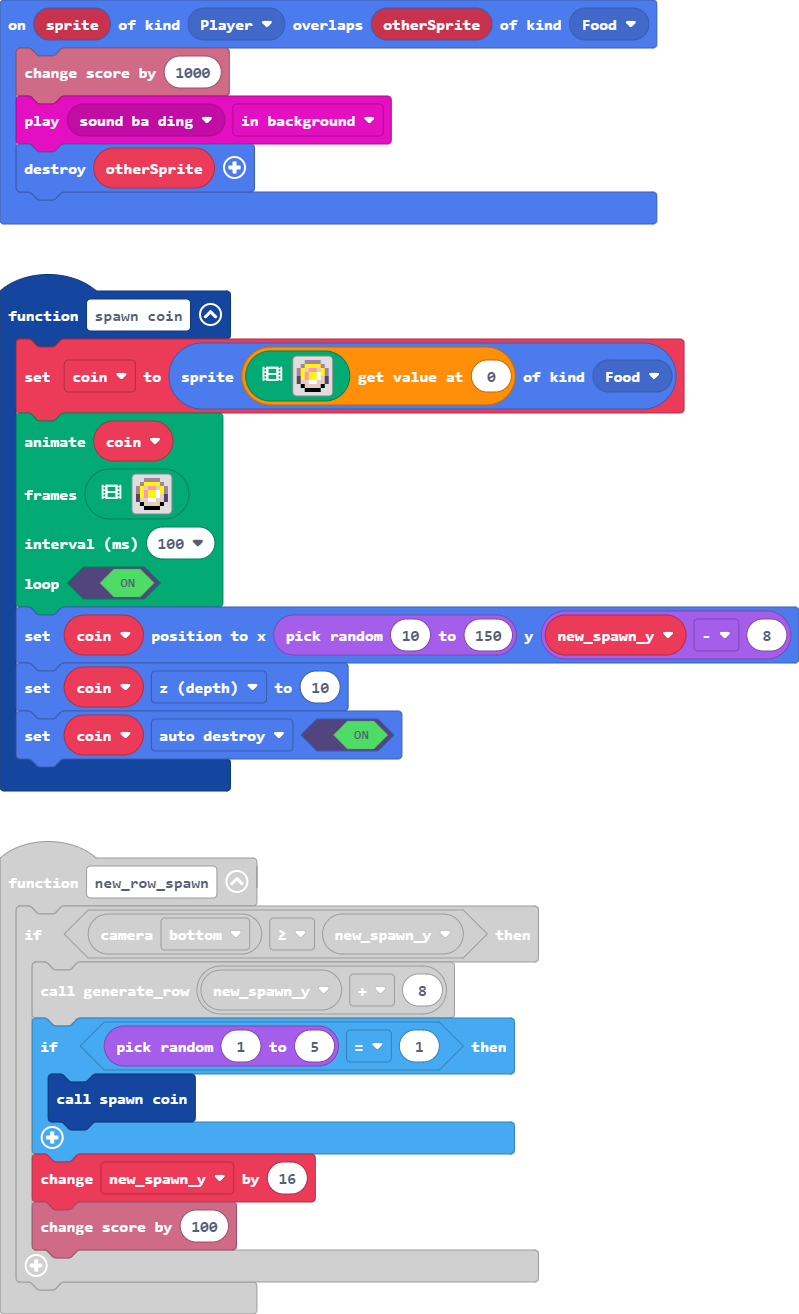 on sprite of kind Player overlaps otherSprite of kind Food
change score by 1000
play sound ba ding in background
destroy otherSprite
function spawn coin
set coin to sprite get value at 0 of kind Food
animate coin
frames
interval (ms) 100
loop ON
set coin position to x pick random 10 to 150 y new_spawn_y - 8
set coin z (depth) to 10
set coin auto destroy ON
function new_row_spawn
if camera bottom ≥ new_spawn_y then
call generate_row new_spawn_y + 8
if pick random 1 to 5 = 1 then
call spawn coin
change new_spawn_y by 16
change score by 100